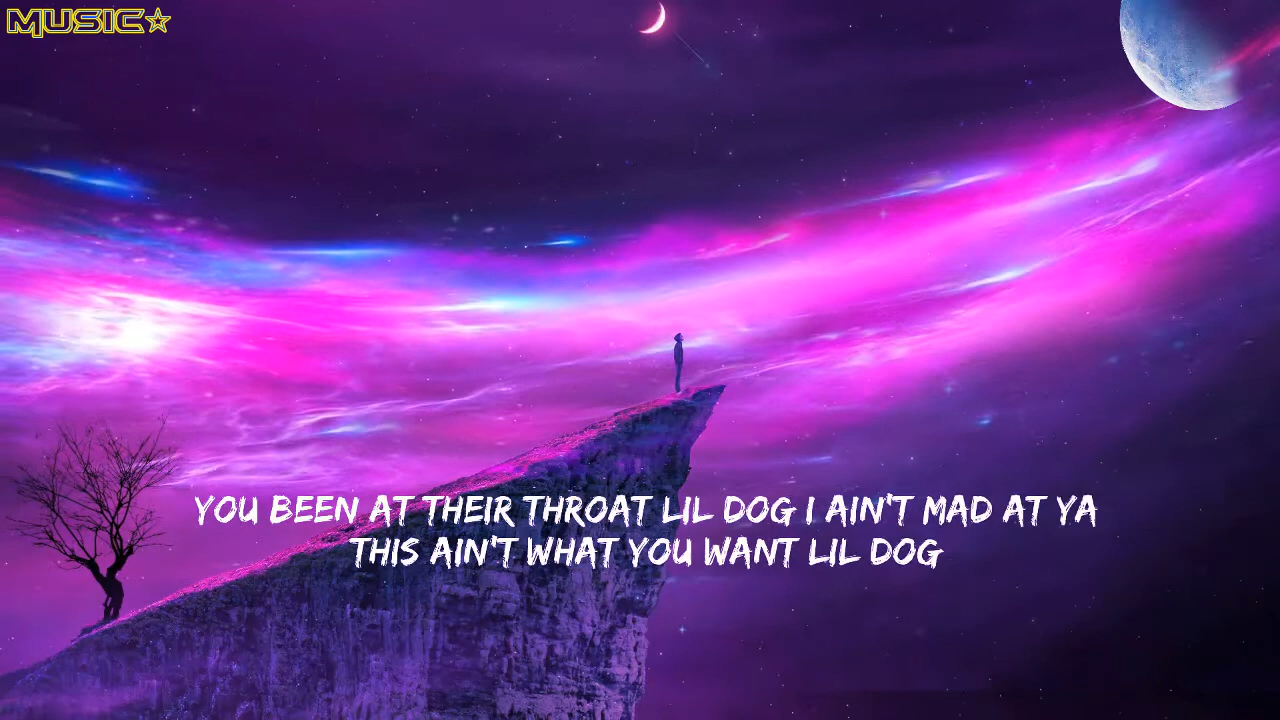 MUSIC☆
YOU BEEN AT THEIR THROAT LIL DOG I AIN'T MAD AT YA
THIS AIN'T WHAT YOU WANT LIL DOG